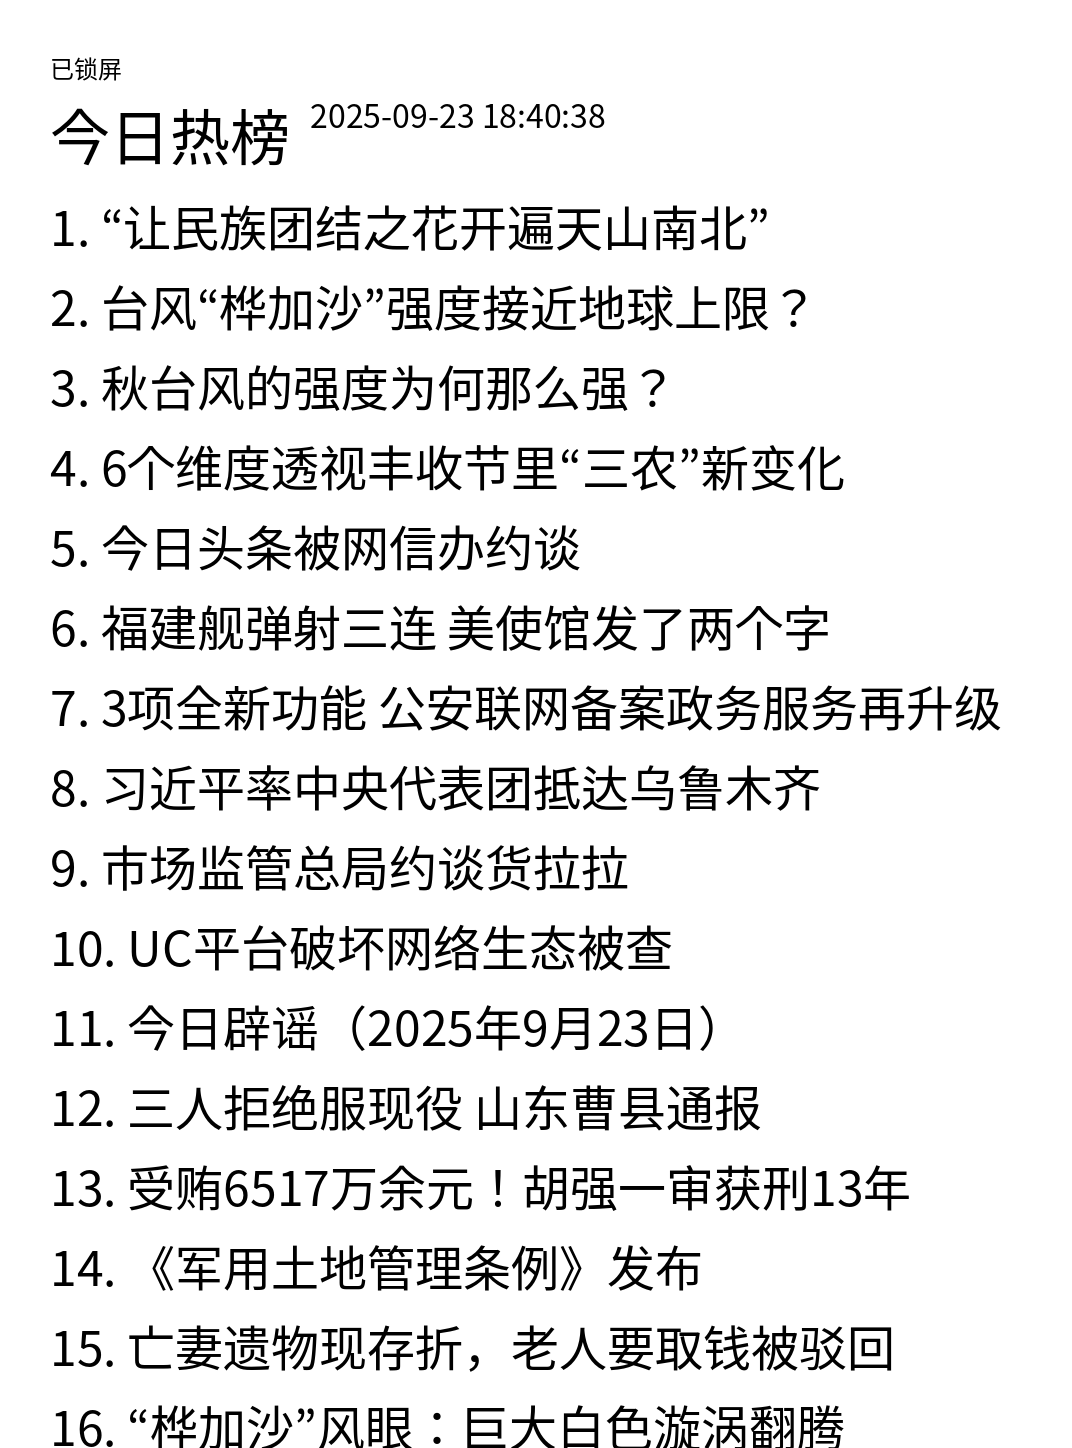 已锁屏
今日热榜 2025-09-23 18:40:38
1. “让民族团结之花开遍天山南北”
2. 台风“桦加沙”强度接近地球上限？
3. 秋台风的强度为何那么强？
4. 6个维度透视丰收节里“三农”新变化
5. 今日头条被网信办约谈
6. 福建舰弹射三连 美使馆发了两个字
7. 3项全新功能 公安联网备案政务服务再升级
8. 习近平率中央代表团抵达乌鲁木齐
9. 市场监管总局约谈货拉拉
10. UC平台破坏网络生态被查
11. 今日辟谣（2025年9月23日）
12. 三人拒绝服现役 山东曹县通报
13. 受贿6517万余元！胡强一审获刑13年
14. 《军用土地管理条例》发布
15. 亡妻遗物现存折，老人要取钱被驳回
16. “桦加沙”风眼：巨大白色漩涡翻腾